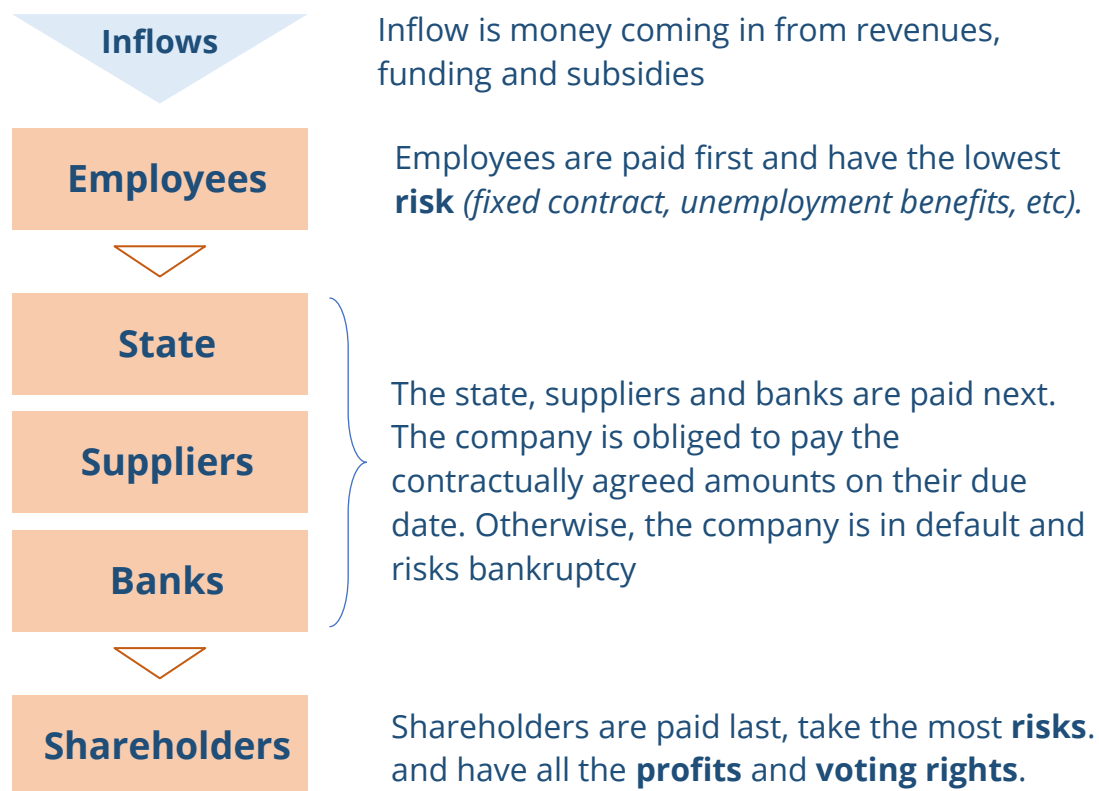 Inflows
Inflow is money coming in from revenues,
funding and subsidies
Employees
Employees are paid first and have the lowest
risk (fixed contract, unemployment benefits, etc).
State
Suppliers
Banks
The state, suppliers and banks are paid next.
The company is obliged to pay the
contractually agreed amounts on their due
date. Otherwise, the company is in default and
risks bankruptcy
Shareholders
Shareholders are paid last, take the most risks.
and have all the profits and voting rights.